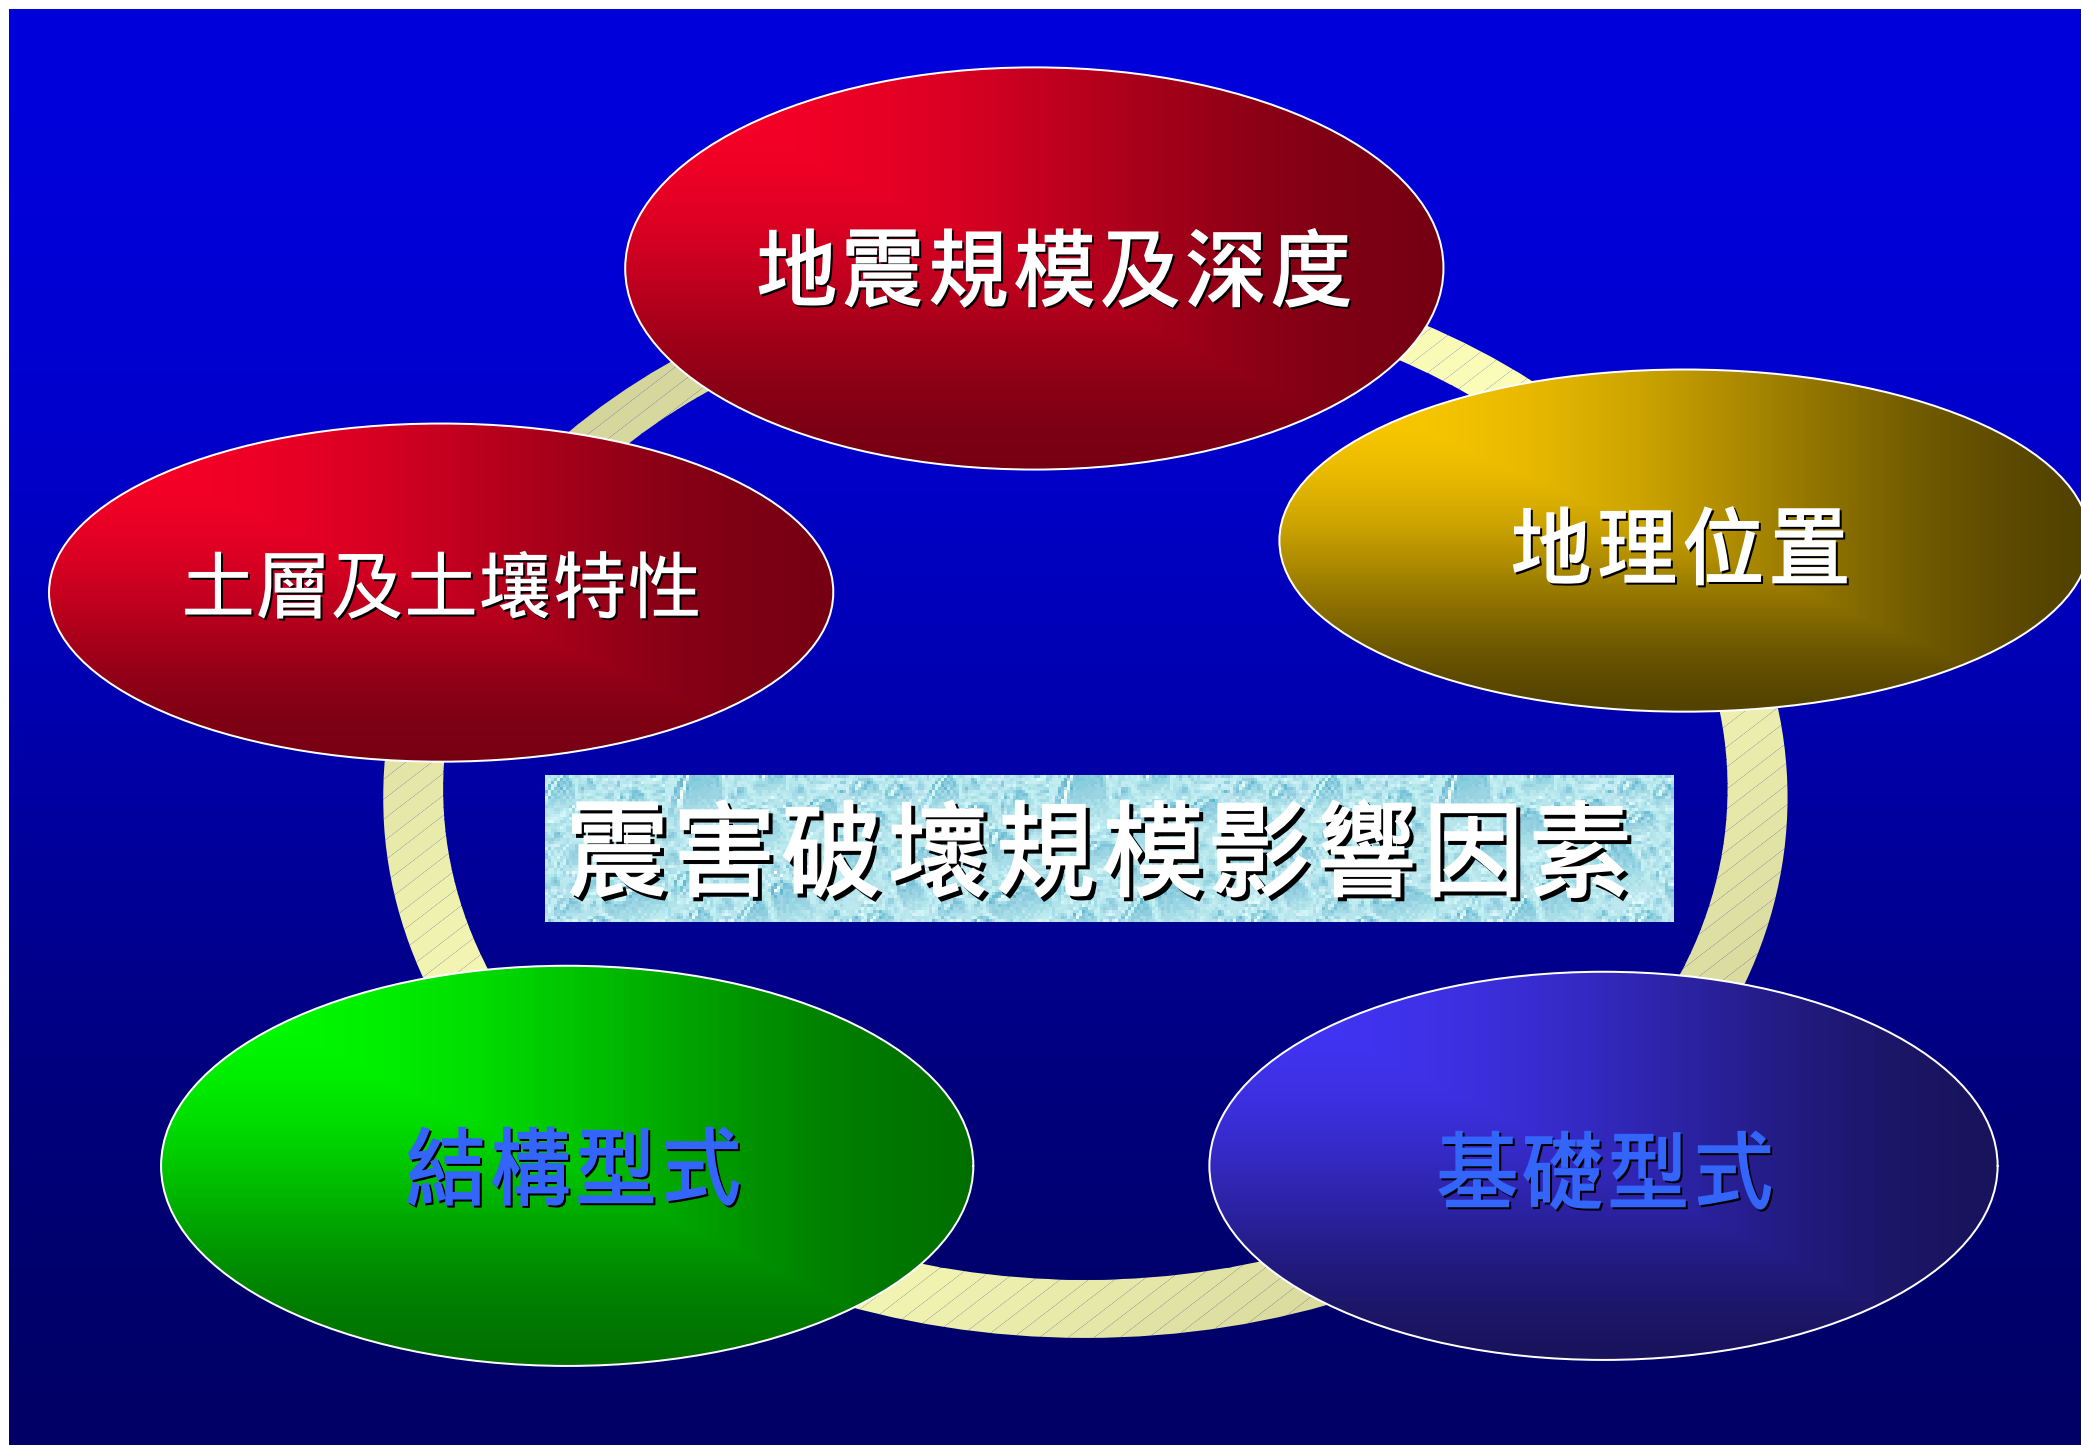 地震規模及深度
地理位置
土層及土壤特性
震害破壞規模影響因素
結構型式
基礎型式